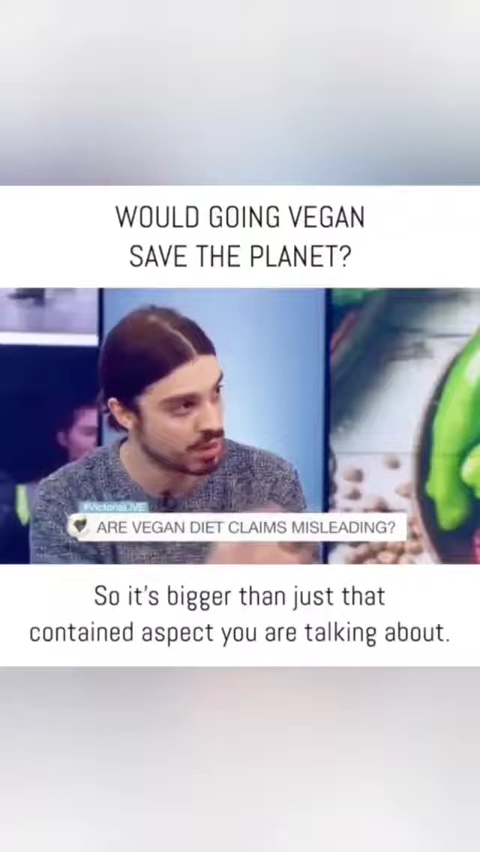 WOULD GOING VEGAN
SAVE THE PLANET?
#VictoriaLIVE
ARE VEGAN DIET CLAIMS MISLEADING?
So it's bigger than just that
contained aspect you are talking about.